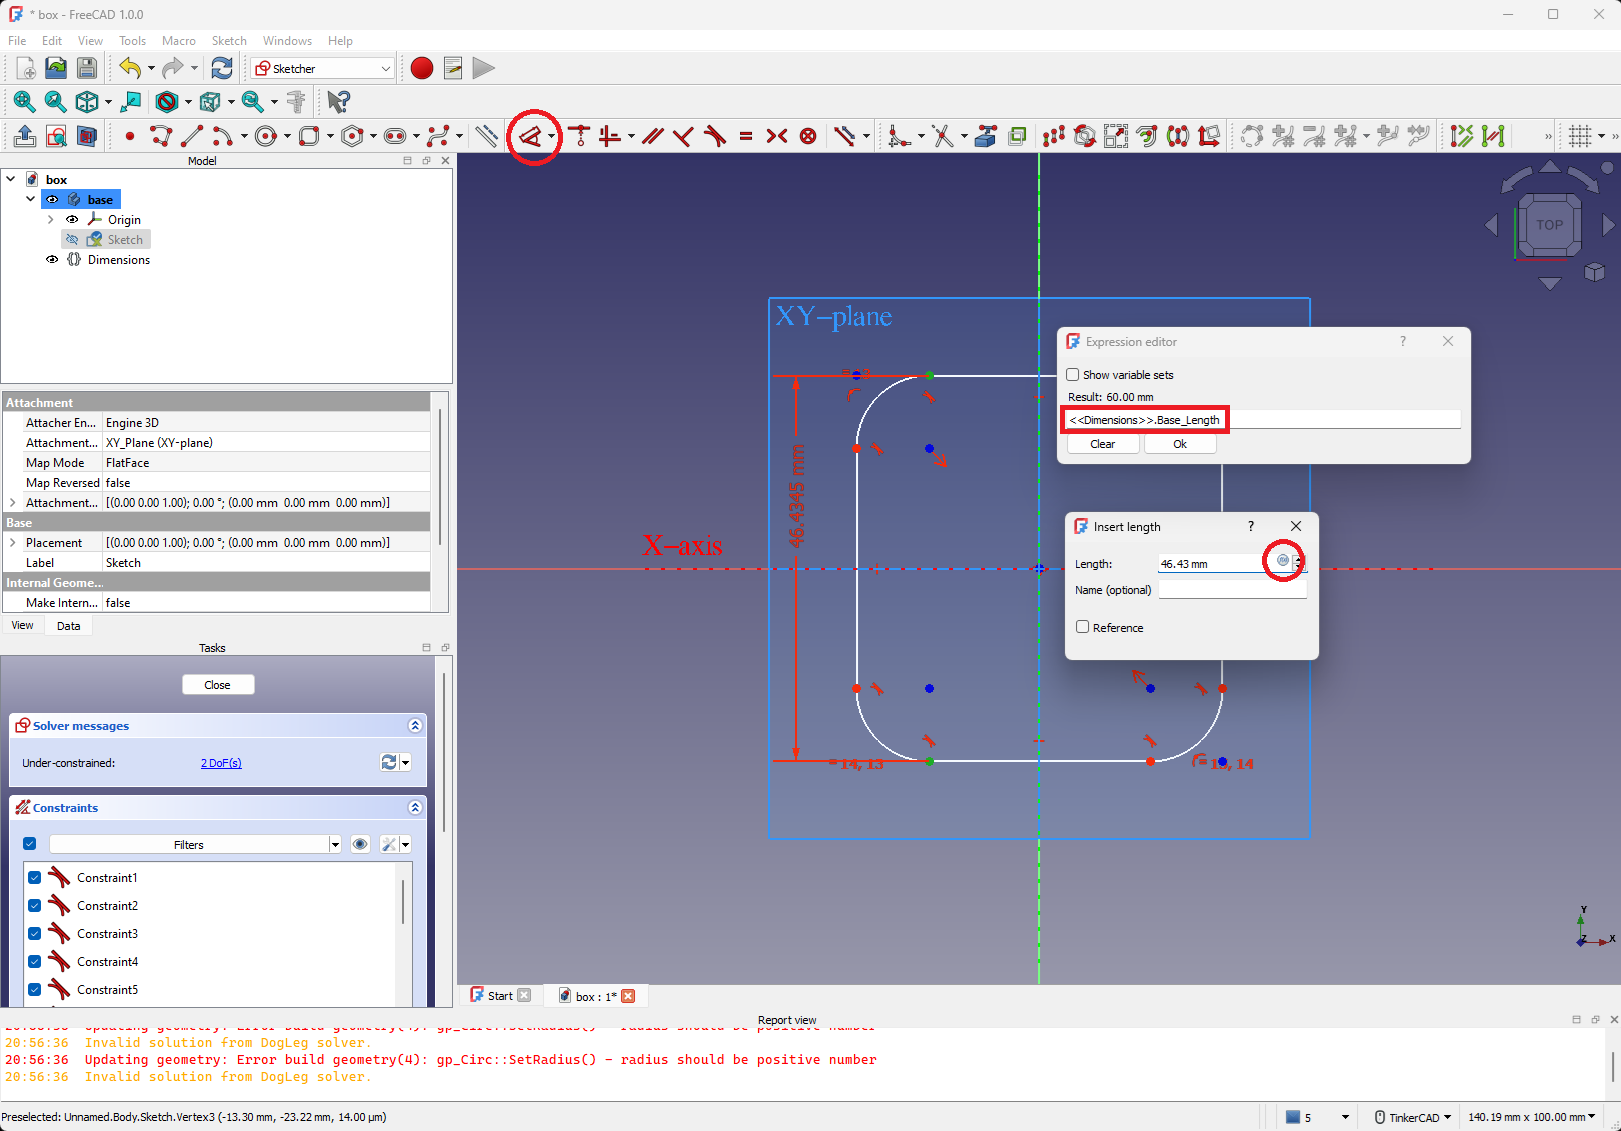 * box - FreeCAD 1.0.0
File Edit View Tools Macro Sketch Windows Help
Sketcher
Model
box
base
Origin
Sketch
Dimensions
Attachment
Attacher En... Engine 3D
Attachment... XY_Plane (XY-plane)
Map Mode FlatFace
Map Reversed false
Attachment... [(0.00 0.00 1.00); 0.00 °; (0.00 mm 0.00 mm 0.00 mm)]
Base
Placement [(0.00 0.00 1.00); 0.00 °; (0.00 mm 0.00 mm 0.00 mm)]
Label Sketch
Internal Geome...
Make Intern... false
View Data
Tasks
Close
Solver messages
Under-constrained: 2 DoF(s)
Constraints
Filters
Constraint1
Constraint2
Constraint3
Constraint4
Constraint5
TOP
XY-plane
X-axis
46.4345 mm
Expression editor ?
Show variable sets
Result: 60.00 mm
<<Dimensions>>.Base_Length
Clear Ok
Insert length ?
Length: 46.43 mm
Name (optional)
Reference
Y
Z X
Start box : 1*
Report view
20:56:36 Updating geometry: Error build geometry(4): gp_Circ::SetRadius() - radius should be positive number
20:56:36 Invalid solution from DogLeg solver.
20:56:36 Updating geometry: Error build geometry(4): gp_Circ::SetRadius() - radius should be positive number
20:56:36 Invalid solution from DogLeg solver.
Preselected: Unnamed.Body.Sketch.Vertex3 (-13.30 mm, -23.22 mm, 14.00 µm)
5 TinkerCAD 140.19 mm x 100.00 mm